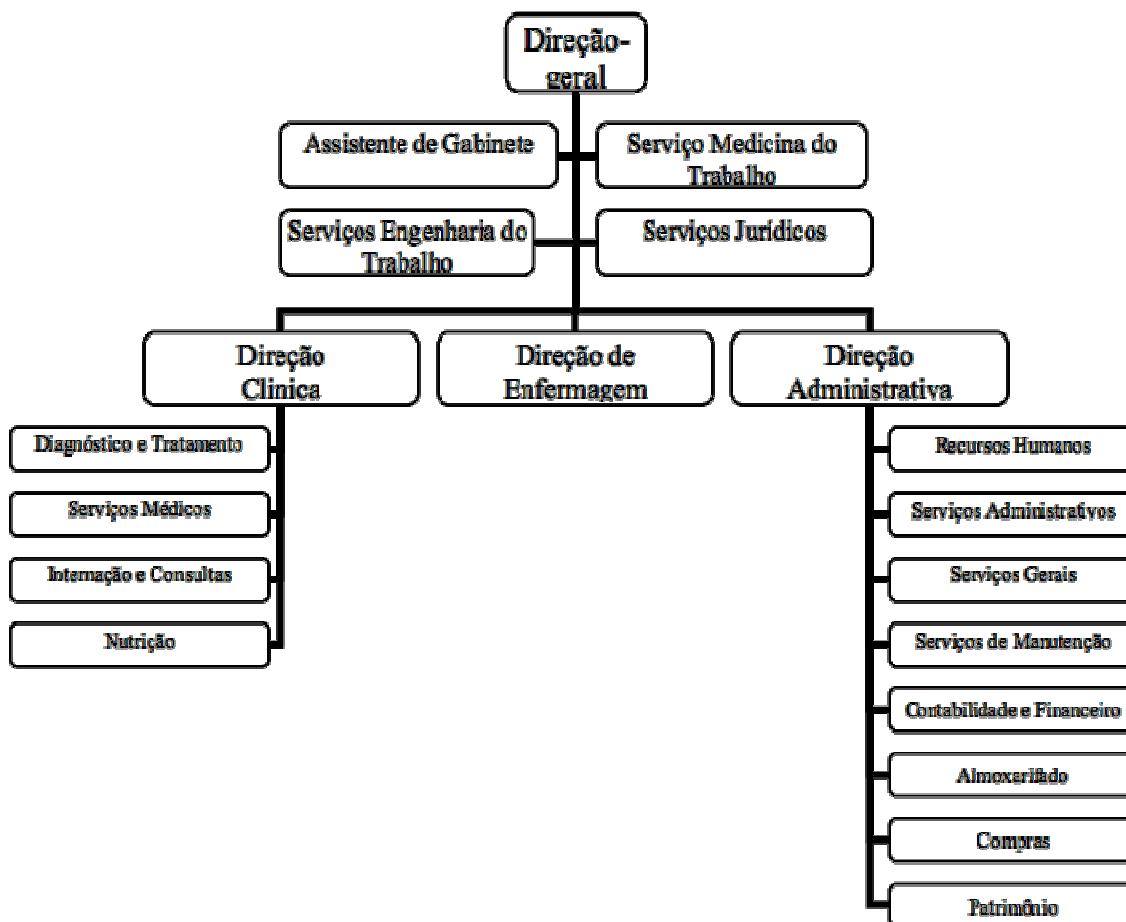 Direção-
geral
Assistente de Gabinete
Serviço Medicina do
Trabalho
Serviços Engenharia do
Trabalho
Serviços Jurídicos
Direção
Clinica
Direção de
Enfermagem
Direção
Administrativa
Diagnóstico e Tratamento
Serviços Médicos
Internação e Consultas
Nutrição
Recursos Humanos
Serviços Administrativos
Serviços Gerais
Serviços de Manutenção
Contabilidade e Financeiro
Almoxarifado
Compras
Patrimônio